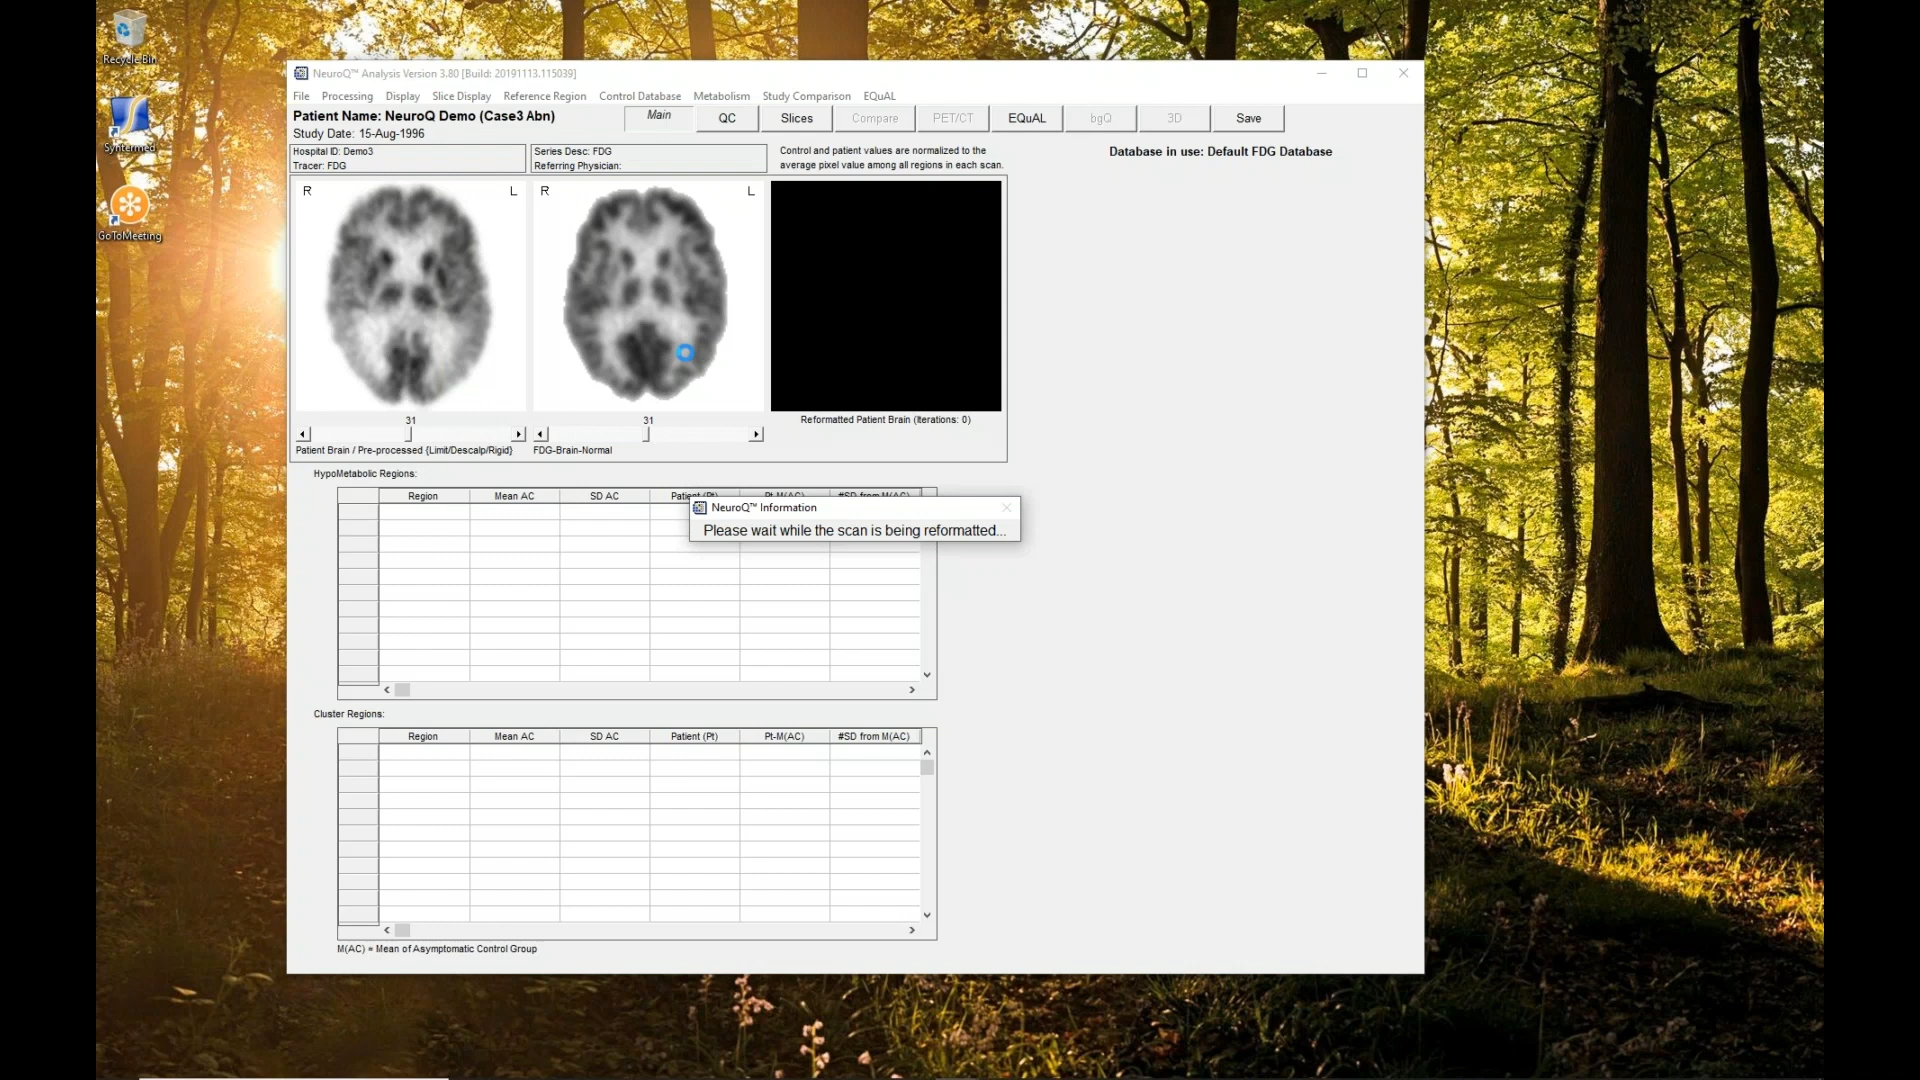 Recycle Bin
Syntermed
GoToMeeting
NeuroQ™ Analysis Version 3.80 [Build: 20191113.115039]
File Processing Display Slice Display Reference Region Control Database Metabolism Study Comparison EQuAL
Patient Name: NeuroQ Demo (Case3 Abn)
Study Date: 15-Aug-1996
Main QC Slices Compare PET/CT EQuAL bgQ 3D Save
Hospital ID: Demo3
Tracer: FDG
Series Desc: FDG
Referring Physician:
Control and patient values are normalized to the
average pixel value among all regions in each scan.
Database in use: Default FDG Database
R L
R L
31
31
Reformatted Patient Brain (Iterations: 0)
Patient Brain / Pre-processed {Limit/Descalp/Rigid}
FDG-Brain-Normal
HypoMetabolic Regions:
Region Mean AC SD AC Patient (Pt) Pt-M(AC) #SD from M(AC)
NeuroQ™ Information
Please wait while the scan is being reformatted...
Cluster Regions:
Region Mean AC SD AC Patient (Pt) Pt-M(AC) #SD from M(AC)
M(AC) = Mean of Asymptomatic Control Group